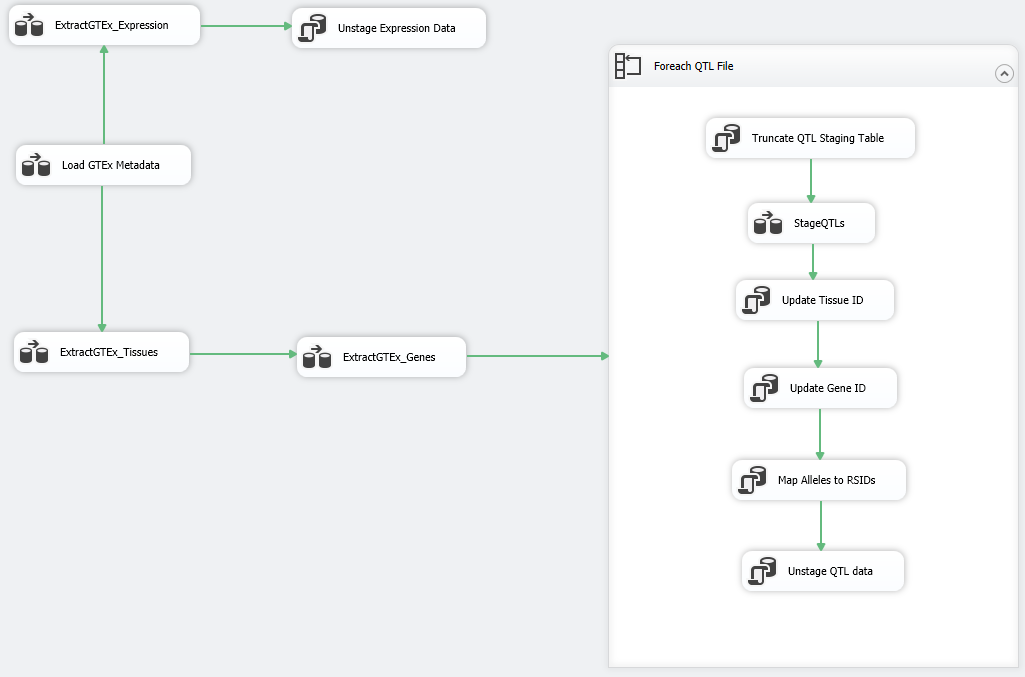 ExtractGTEx_Expression
Unstage Expression Data
Load GTEx Metadata
ExtractGTEx_Tissues
ExtractGTEx_Genes
Foreach QTL File
Truncate QTL Staging Table
StageQTLs
Update Tissue ID
Update Gene ID
Map Alleles to RSIDs
Unstage QTL data